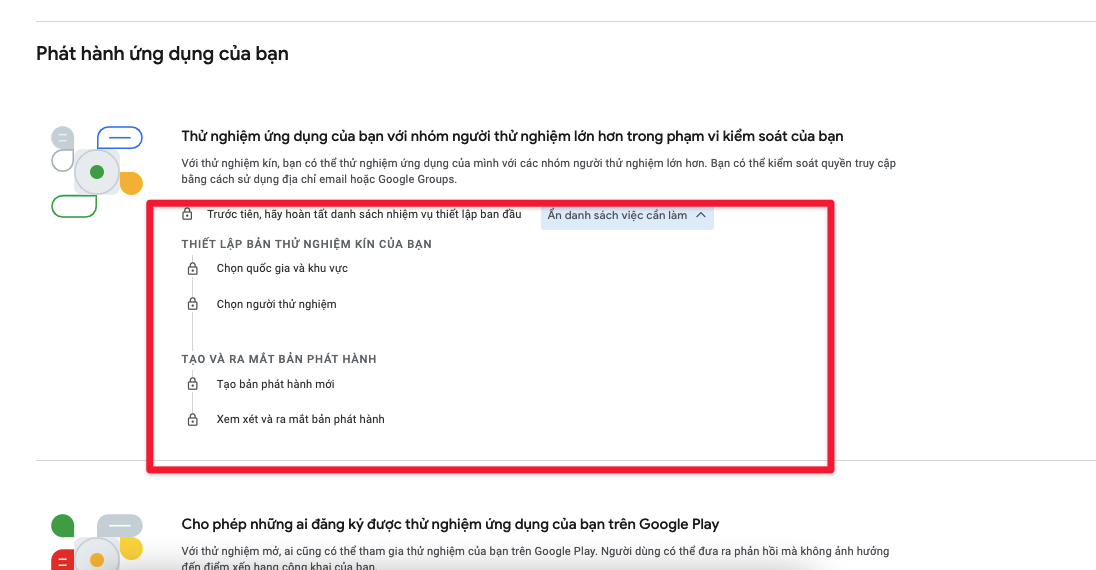 Phát hành ứng dụng của bạn
Thử nghiệm ứng dụng của bạn với nhóm người thử nghiệm lớn hơn trong phạm vi kiểm soát của bạn
Với thử nghiệm kín, bạn có thể thử nghiệm ứng dụng của mình với các nhóm người thử nghiệm lớn hơn. Bạn có thể kiểm soát quyền truy cập
bằng cách sử dụng địa chỉ email hoặc Google Groups.
Trước tiên, hãy hoàn tất danh sách nhiệm vụ thiết lập ban đầu Ẩn danh sách việc cần làm
THIẾT LẬP BẢN THỬ NGHIỆM KÍN CỦA BẠN
Chọn quốc gia và khu vực
Chọn người thử nghiệm
TẠO VÀ RA MẮT BẢN PHÁT HÀNH
Tạo bản phát hành mới
Xem xét và ra mắt bản phát hành
Cho phép những ai đăng ký được thử nghiệm ứng dụng của bạn trên Google Play
Với thử nghiệm mở, ai cũng có thể tham gia thử nghiệm của bạn trên Google Play. Người dùng có thể đưa ra phản hồi mà không ảnh hưởng
đến điểm xếp hạng công khai của bạn.